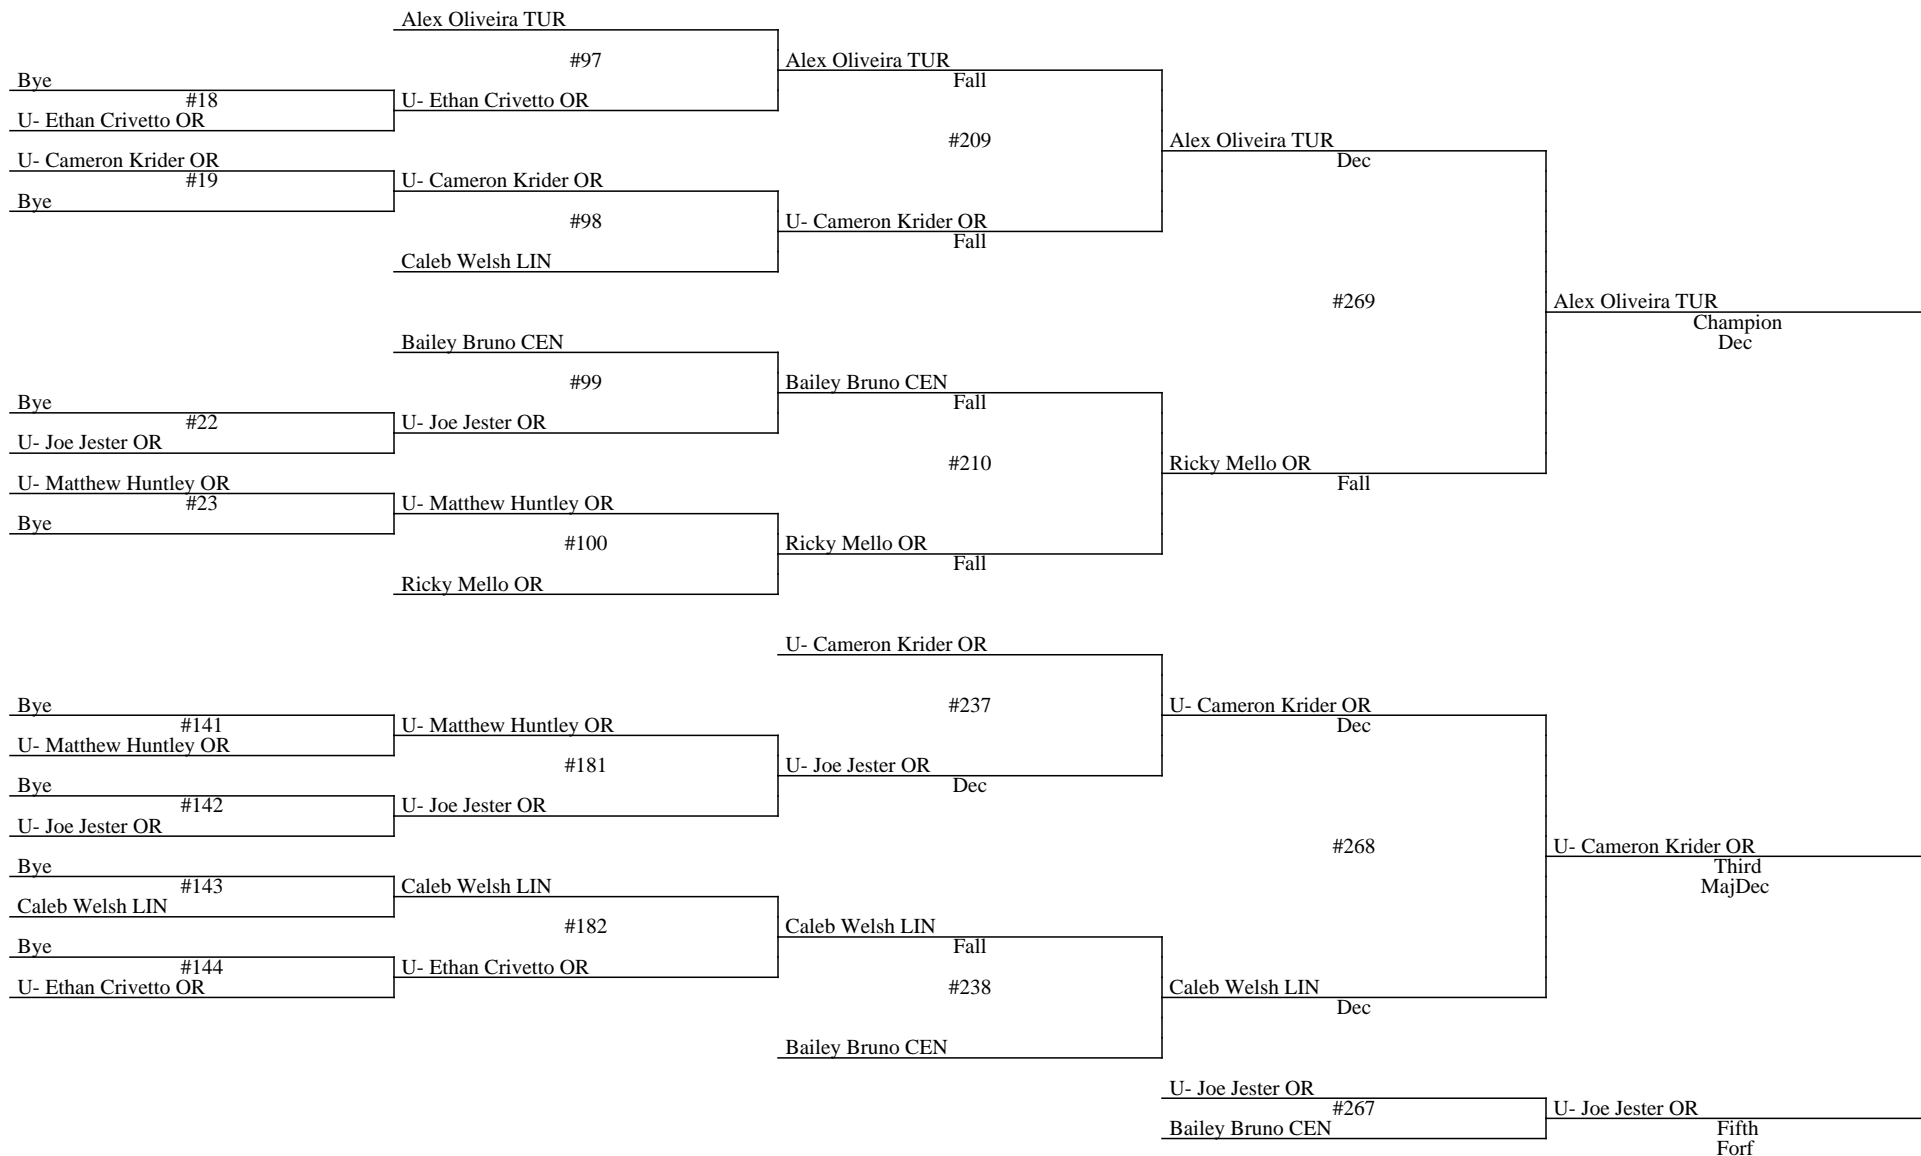 Alex Oliveira TUR
#97
Alex Oliveira TUR
Fall
Bye
#18
U- Ethan Crivetto OR
U- Ethan Crivetto OR
#209
Alex Oliveira TUR
Dec
U- Cameron Krider OR
#19
Bye
U- Cameron Krider OR
#98
U- Cameron Krider OR
Fall
Caleb Welsh LIN
#269
Alex Oliveira TUR
Champion
Dec
Bailey Bruno CEN
#99
Bailey Bruno CEN
Fall
Bye
#22
U- Joe Jester OR
U- Joe Jester OR
#210
Ricky Mello OR
Fall
U- Matthew Huntley OR
#23
Bye
U- Matthew Huntley OR
#100
Ricky Mello OR
Fall
Ricky Mello OR
U- Cameron Krider OR
#237
U- Cameron Krider OR
Dec
Bye
#141
U- Matthew Huntley OR
U- Matthew Huntley OR
#181
U- Joe Jester OR
Dec
Bye
#142
U- Joe Jester OR
U- Joe Jester OR
#268
U- Cameron Krider OR
Third
MajDec
Bye
#143
Caleb Welsh LIN
Caleb Welsh LIN
#182
Caleb Welsh LIN
Fall
Bye
#144
U- Ethan Crivetto OR
U- Ethan Crivetto OR
#238
Caleb Welsh LIN
Dec
Bailey Bruno CEN
U- Joe Jester OR
#267
Bailey Bruno CEN
U- Joe Jester OR
Fifth
Forf